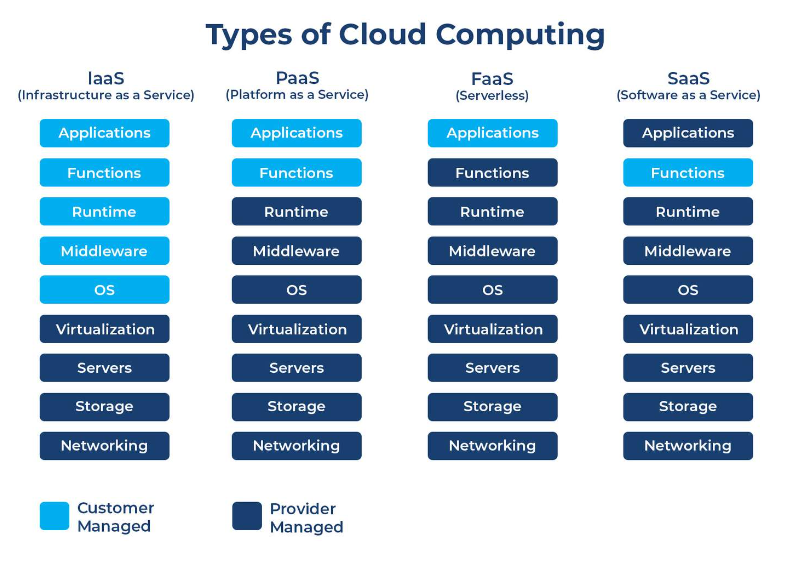 Types of Cloud Computing
IaaS
(Infrastructure as a Service)
Applications
Functions
Runtime
Middleware
OS
Virtualization
Servers
Storage
Networking
PaaS
(Platform as a Service)
Applications
Functions
Runtime
Middleware
OS
Virtualization
Servers
Storage
Networking
FaaS
(Serverless)
Applications
Functions
Runtime
Middleware
OS
Virtualization
Servers
Storage
Networking
SaaS
(Software as a Service)
Applications
Functions
Runtime
Middleware
OS
Virtualization
Servers
Storage
Networking
Customer
Managed
Provider
Managed